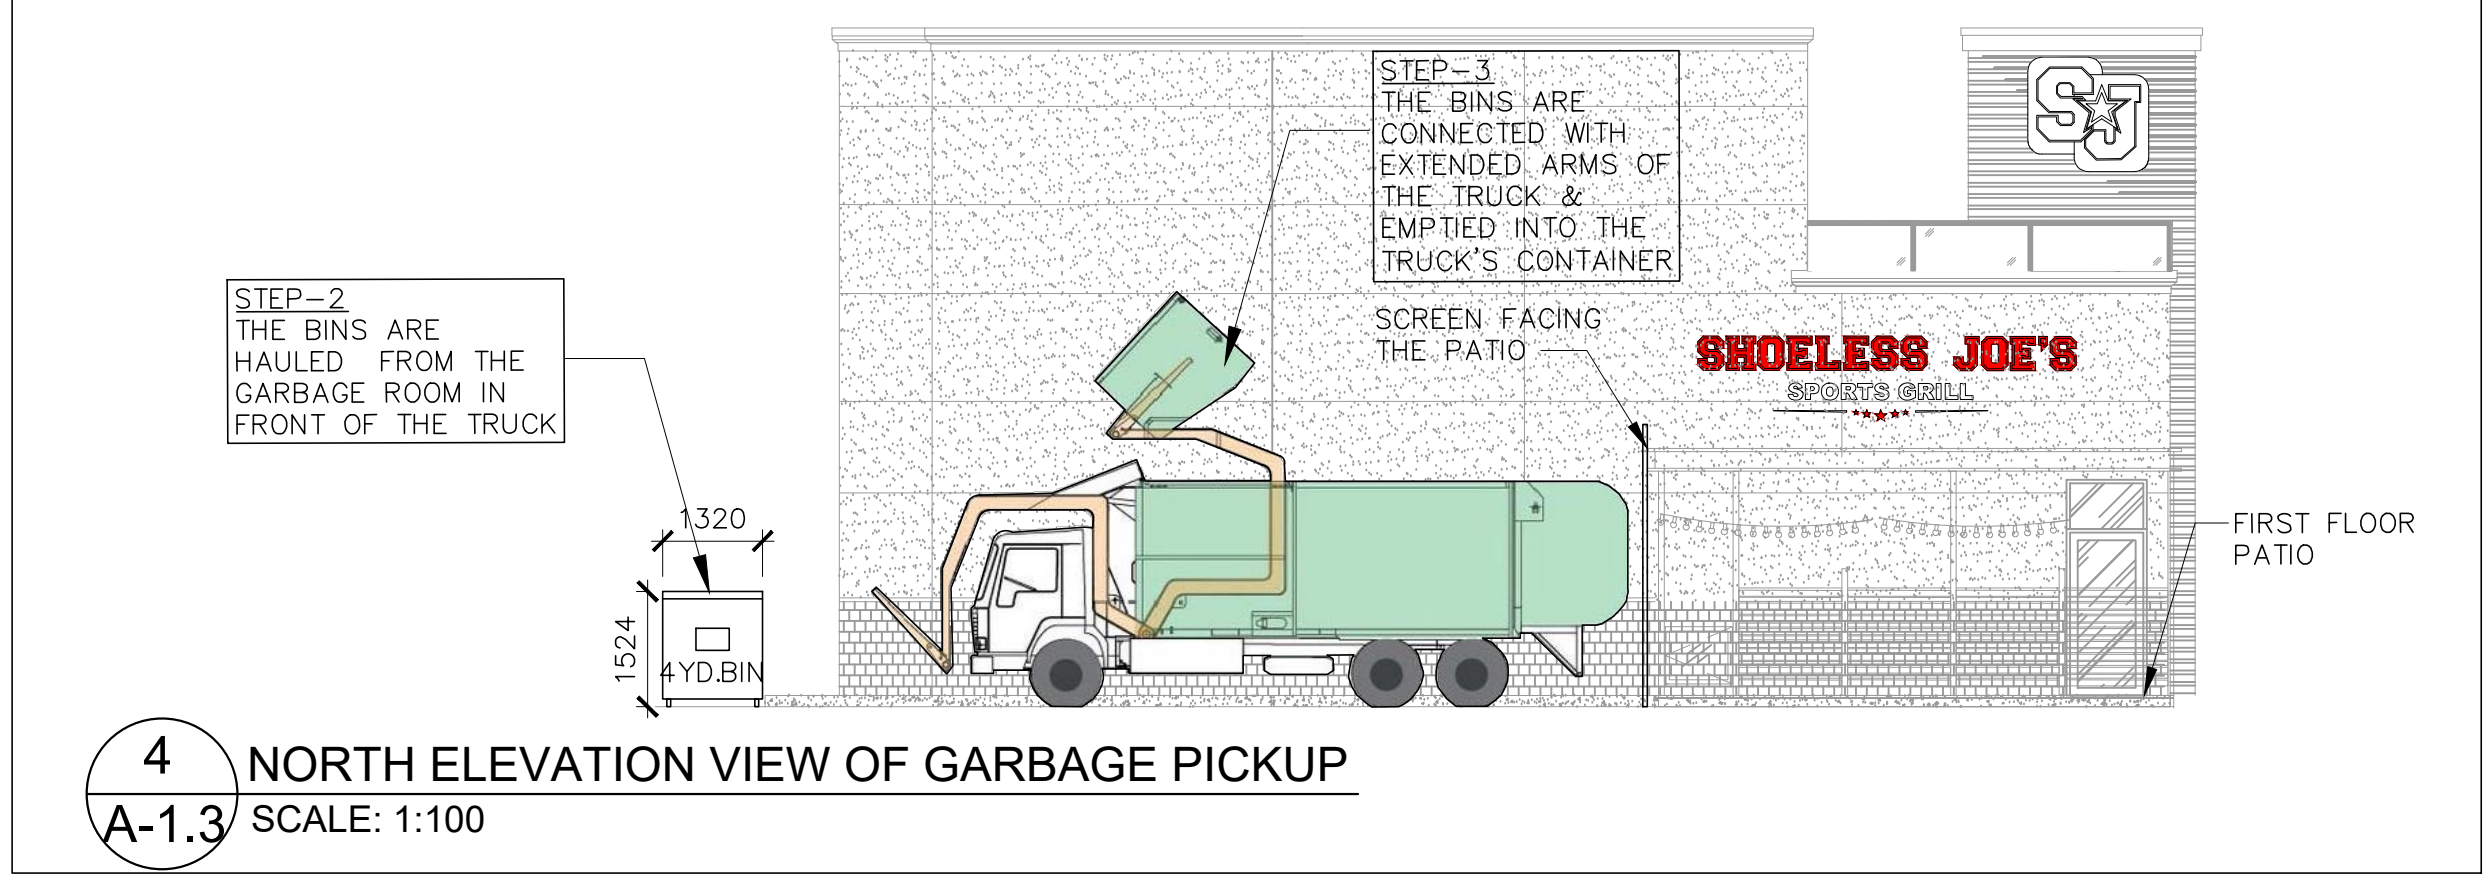 STEP-3
THE BINS ARE
CONNECTED WITH
EXTENDED ARMS OF
THE TRUCK &
EMPTIED INTO THE
TRUCK'S CONTAINER
SJ
STEP-2
THE BINS ARE
HAULED FROM THE
GARBAGE ROOM IN
FRONT OF THE TRUCK
SCREEN FACING
THE PATIO
SHOELESS JOE'S
SPORTS GRILL
1320
1524
4YD.BIN
FIRST FLOOR
PATIO
4
A-1.3
NORTH ELEVATION VIEW OF GARBAGE PICKUP
SCALE: 1:100